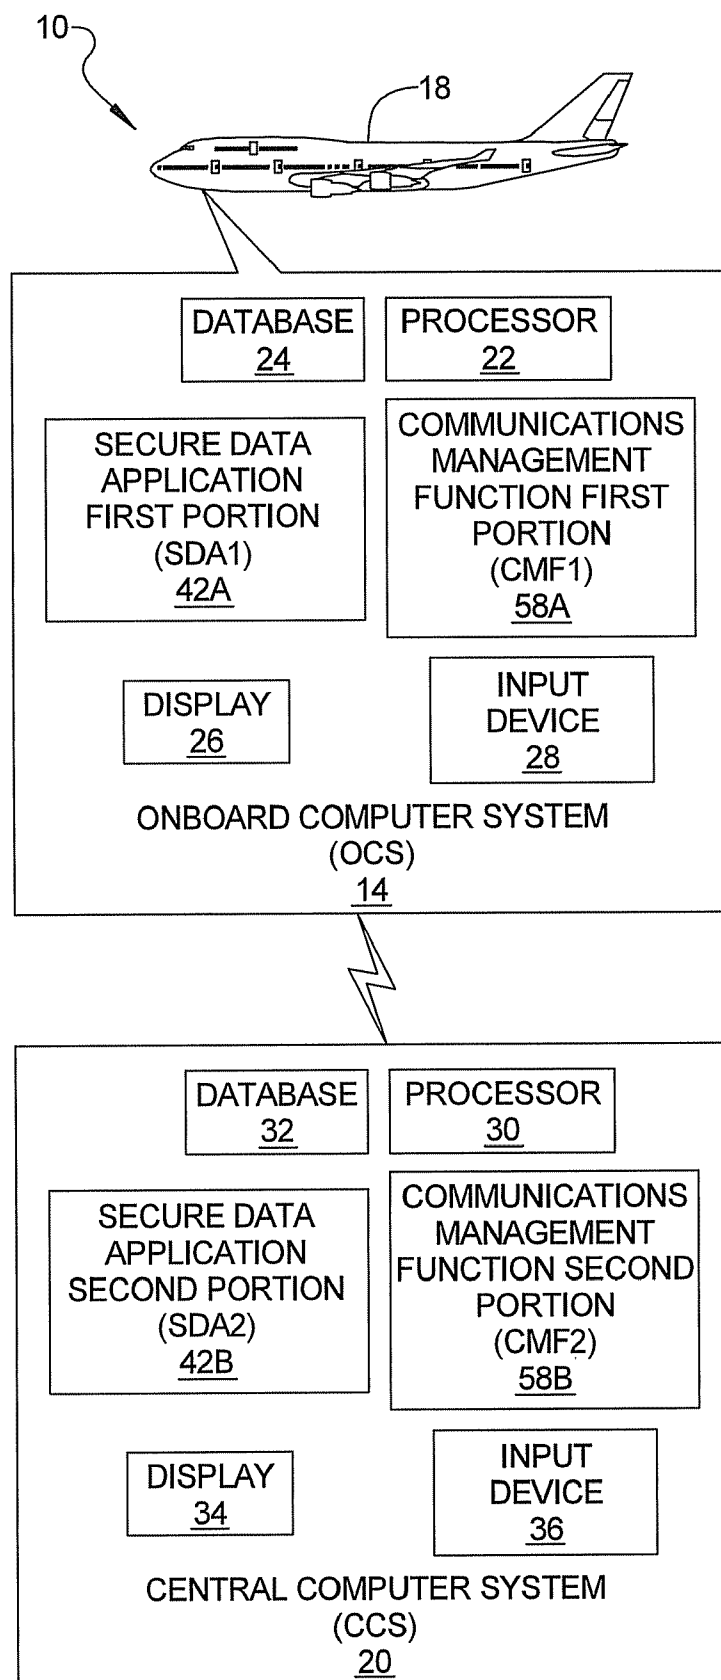 10
18
DATABASE
24
PROCESSOR
22
SECURE DATA
APPLICATION
FIRST PORTION
(SDA1)
42A
COMMUNICATIONS
MANAGEMENT
FUNCTION FIRST
PORTION
(CMF1)
58A
DISPLAY
26
INPUT
DEVICE
28
ONBOARD COMPUTER SYSTEM
(OCS)
14
DATABASE
32
PROCESSOR
30
SECURE DATA
APPLICATION
SECOND PORTION
(SDA2)
42B
COMMUNICATIONS
MANAGEMENT
FUNCTION SECOND
PORTION
(CMF2)
58B
DISPLAY
34
INPUT
DEVICE
36
CENTRAL COMPUTER SYSTEM
(CCS)
20